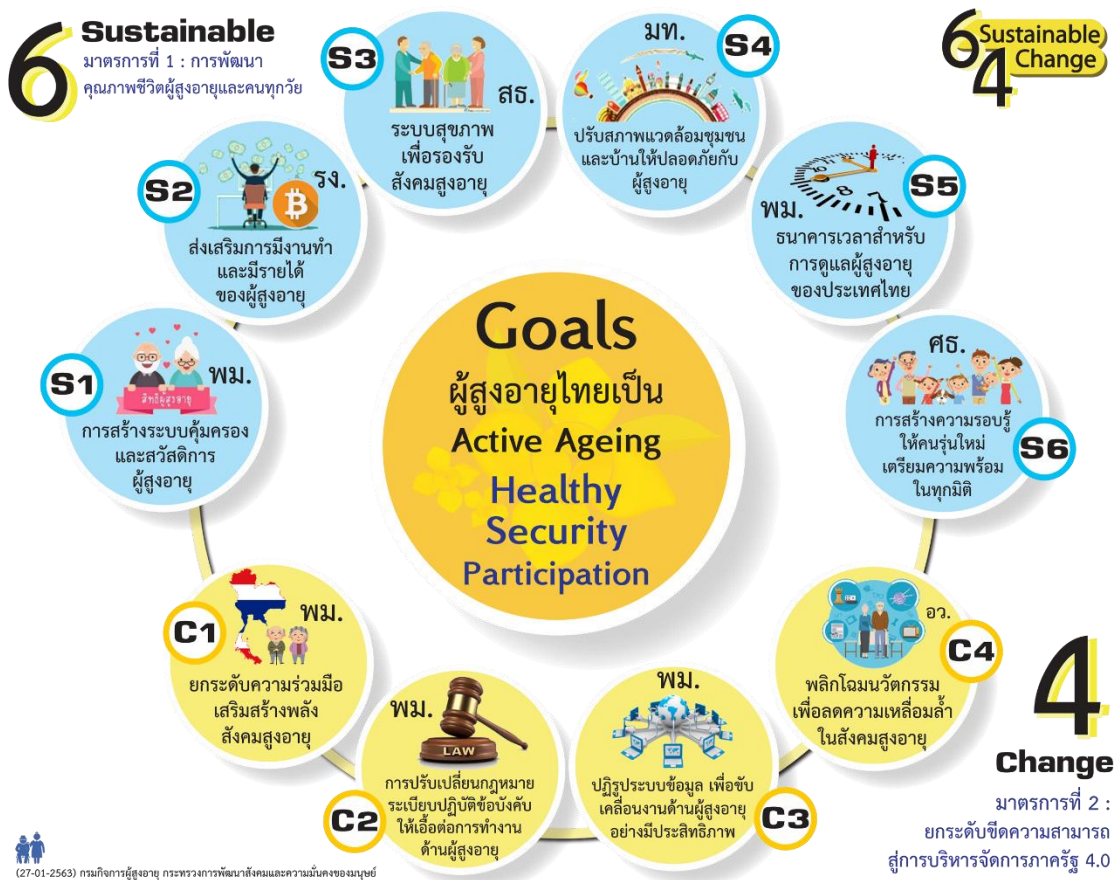 6 Sustainable
มาตรการที่ 1 : การพัฒนา
คุณภาพชีวิตผู้สูงอายุและคนทุกวัย
64 Sustainable
Change
S1
พม.
สิทธิผู้สูงอายุ
การสร้างระบบคุ้มครอง
และสวัสดิการ
ผู้สูงอายุ
S2
รง.
ส่งเสริมการมีงานทำ
และมีรายได้
ของผู้สูงอายุ
S3
สธ.
ระบบสุขภาพ
เพื่อรองรับ
สังคมสูงอายุ
S4
มท.
ปรับสภาพแวดล้อมชุมชน
และบ้านให้ปลอดภัยกับ
ผู้สูงอายุ
S5
พม.
ธนาคารเวลาสำหรับ
การดูแลผู้สูงอายุ
ของประเทศไทย
S6
ศธ.
การสร้างความรอบรู้
ให้คนรุ่นใหม่
เตรียมความพร้อม
ในทุกมิติ
Goals
ผู้สูงอายุไทยเป็น
Active Ageing
Healthy
Security
Participation
C1
พม.
ยกระดับความร่วมมือ
เสริมสร้างพลัง
สังคมสูงอายุ
C2
พม.
LAW
การปรับเปลี่ยนกฎหมาย
ระเบียบปฏิบัติข้อบังคับ
ให้เอื้อต่อการทำงาน
ด้านผู้สูงอายุ
C3
พม.
ปฏิรูประบบข้อมูล เพื่อขับ
เคลื่อนงานด้านผู้สูงอายุ
อย่างมีประสิทธิภาพ
C4
อว.
พลิกโฉมนวัตกรรม
เพื่อลดความเหลื่อมล้ำ
ในสังคมสูงอายุ
4
Change
มาตรการที่ 2 :
ยกระดับขีดความสามารถ
สู่การบริหารจัดการภาครัฐ 4.0
(27-01-2563) กรมกิจการผู้สูงอายุ กระทรวงการพัฒนาสังคมและความมั่นคงของมนุษย์